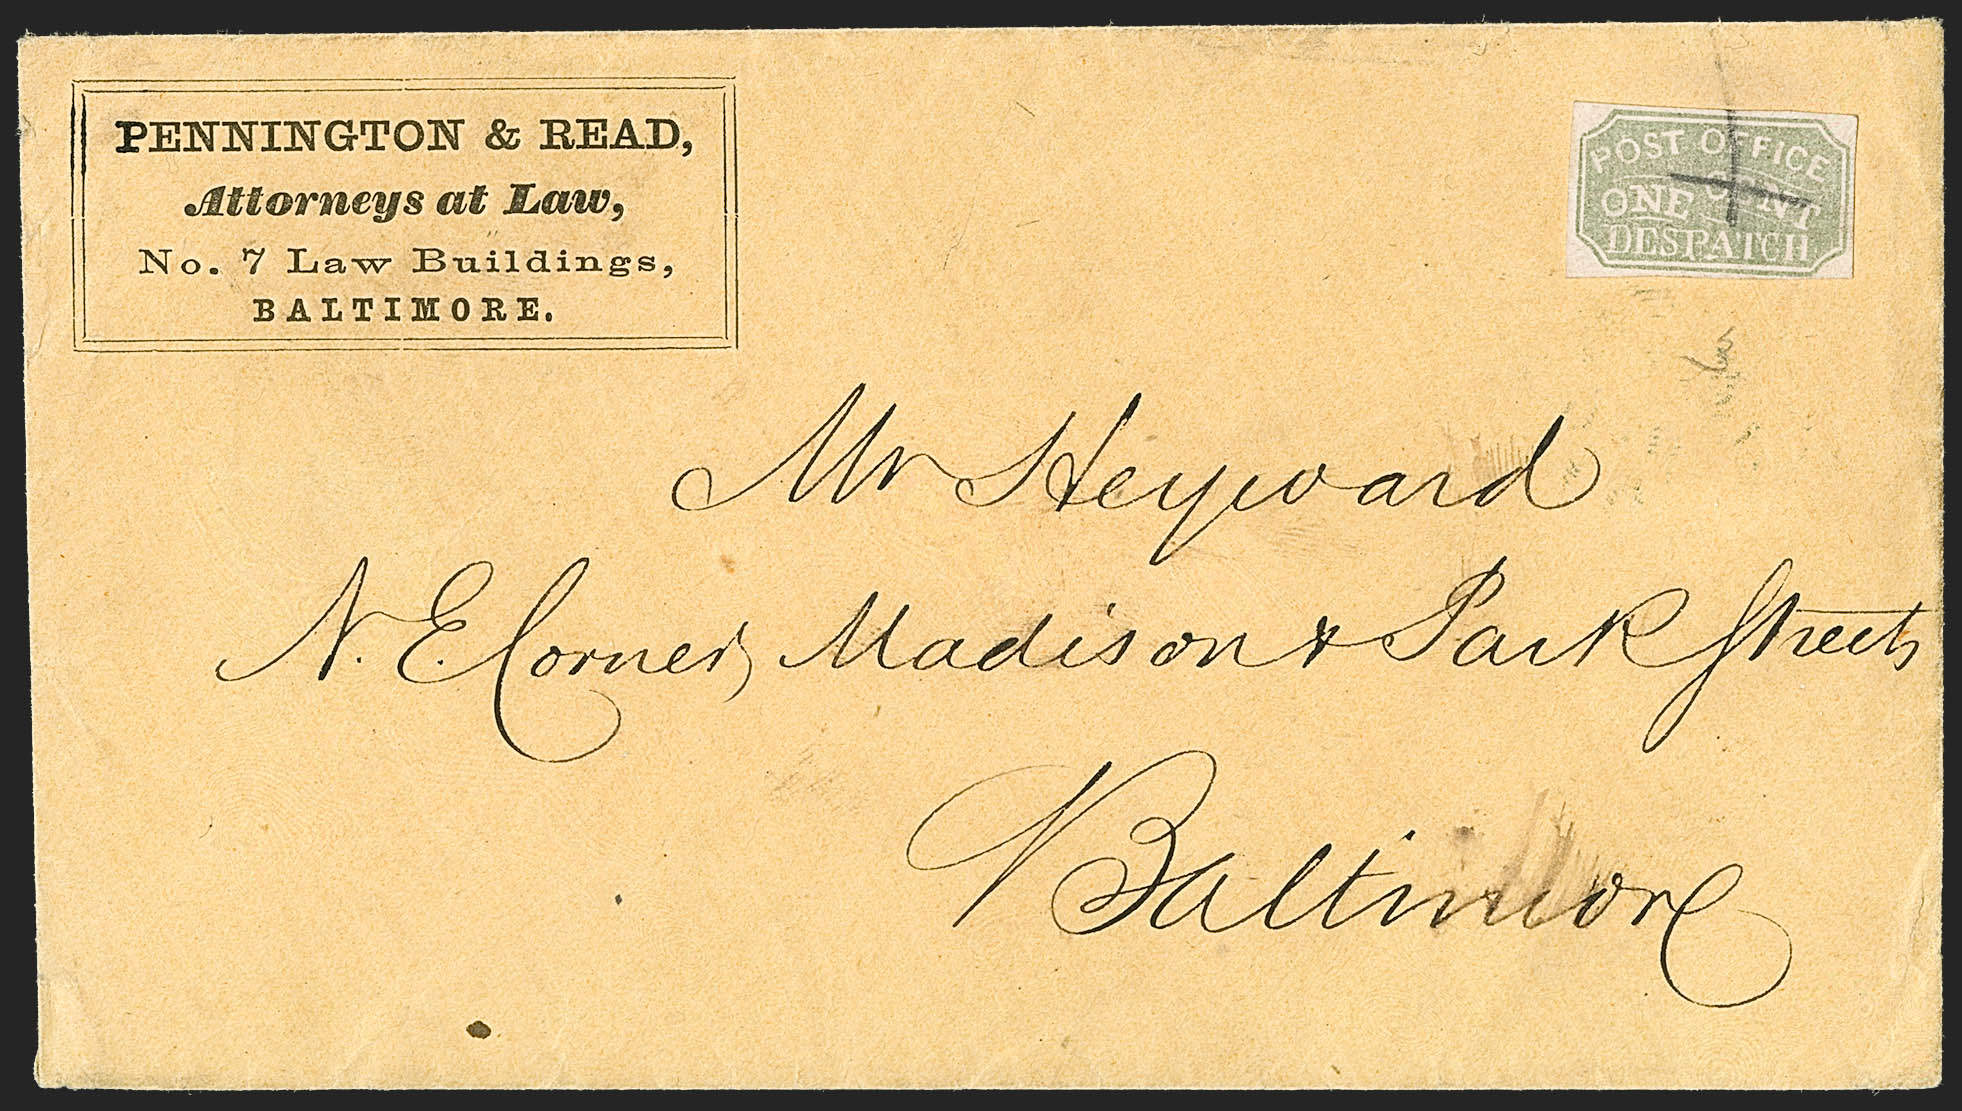 PENNINGTON & READ,
Attorneys at Law,
No. 7 Law Buildings,
BALTIMORE.
POST OFFICE
ONE CENT
DESPATCH
Mr Heyward
N. E. Corner, Madison & Park Streets
Baltimore